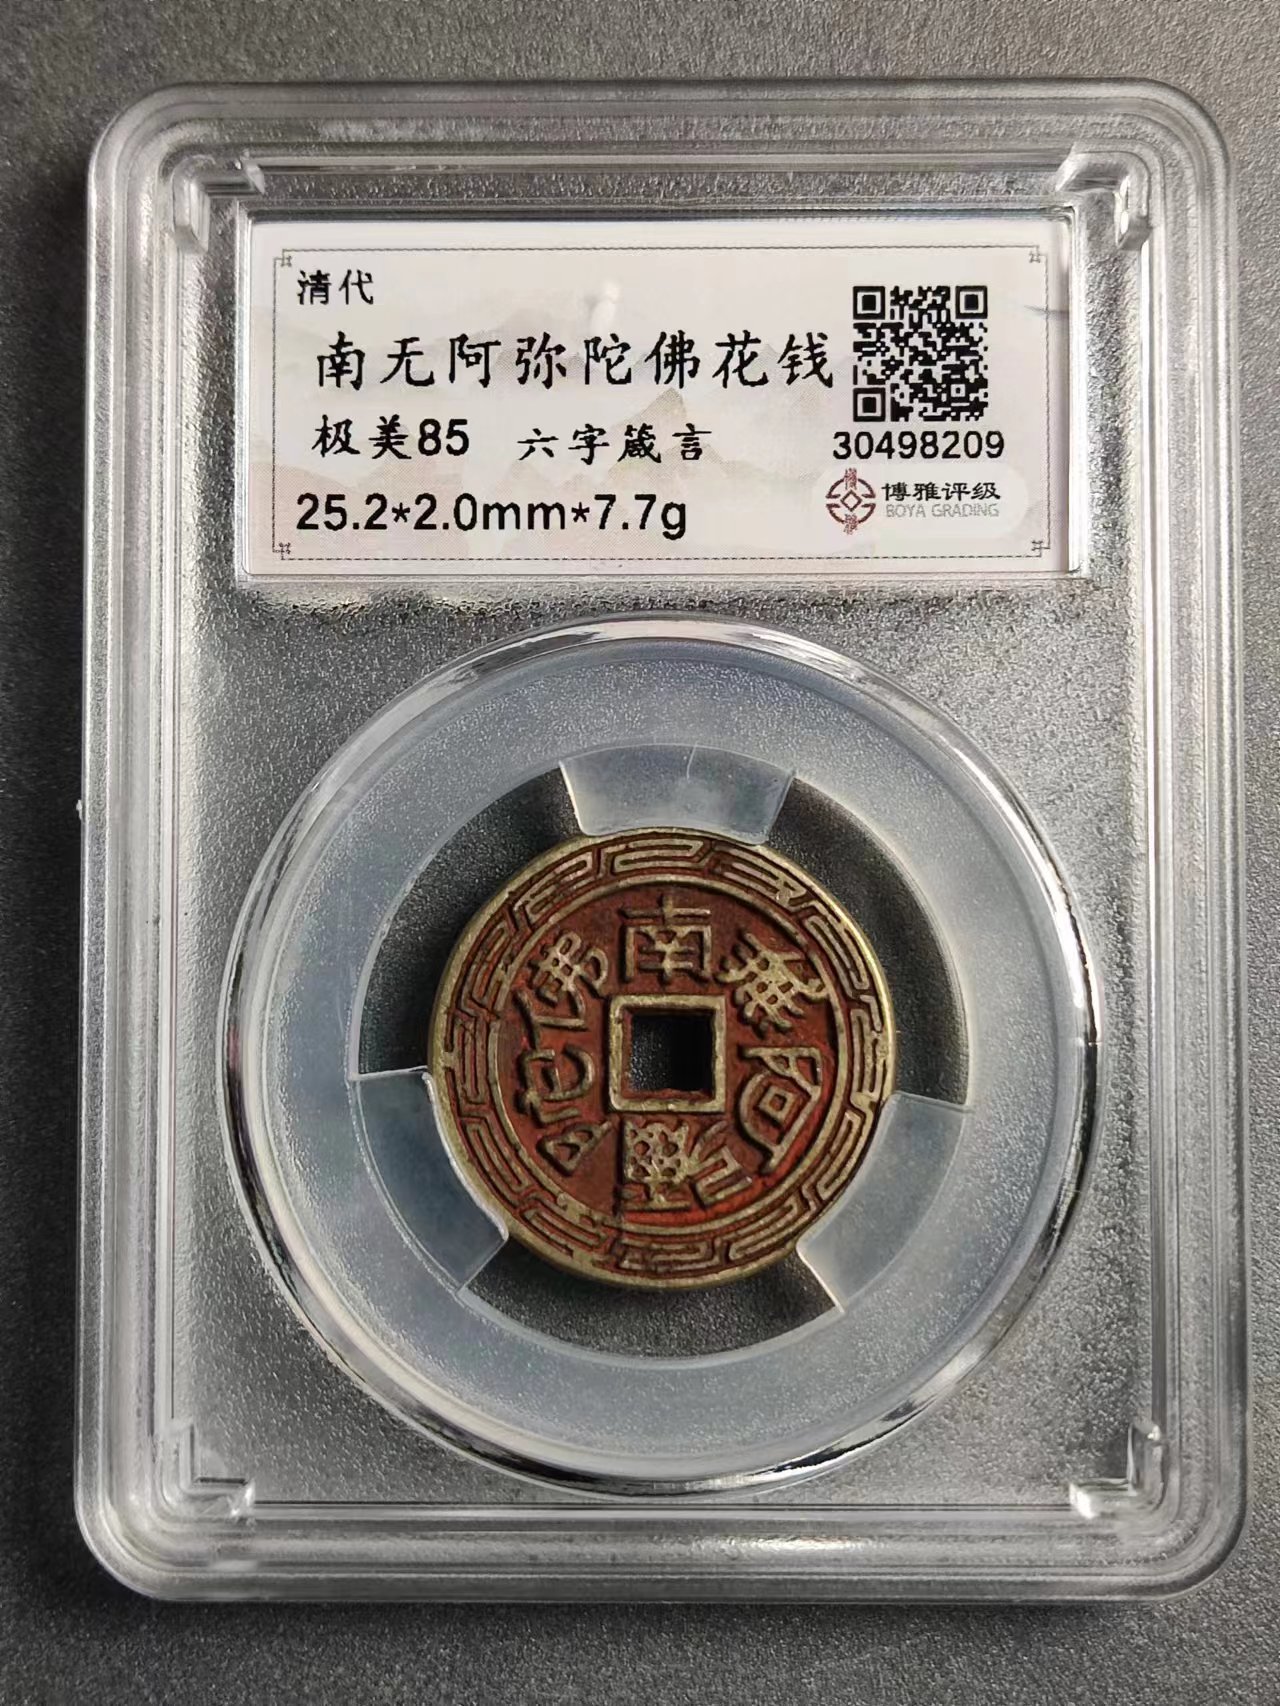 清代
南无阿弥陀佛花钱
极美85 六字箴言
30498209
25.2*2.0mm*7.7g
博雅评级
BOYA GRADING
南無阿彌陀佛